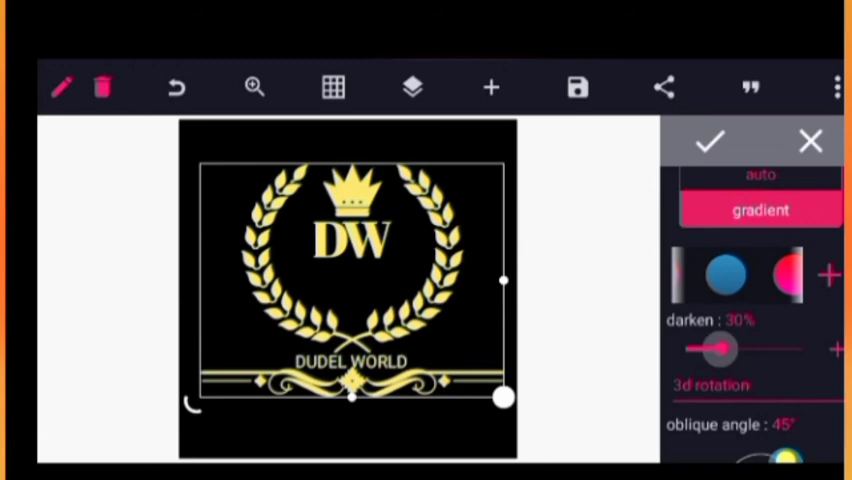 auto
gradient
DW
darken : 30%
DUDEL WORLD
3d rotation
oblique angle : 45°